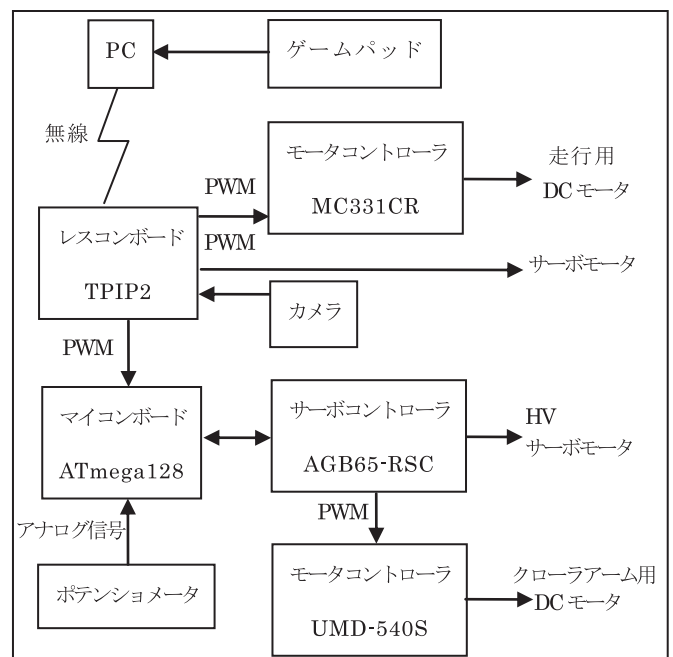 PC
ゲームパッド
無線
モータコントローラ
MC331CR
走行用
DCモータ
PWM
PWM
レスコンボード
TPIP2
サーボモータ
カメラ
PWM
マイコンボード
ATmega128
サーボコントローラ
AGB65-RSC
HV
サーボモータ
アナログ信号
PWM
ポテンショメータ
モータコントローラ
UMD-540S
クローラアーム用
DCモータ